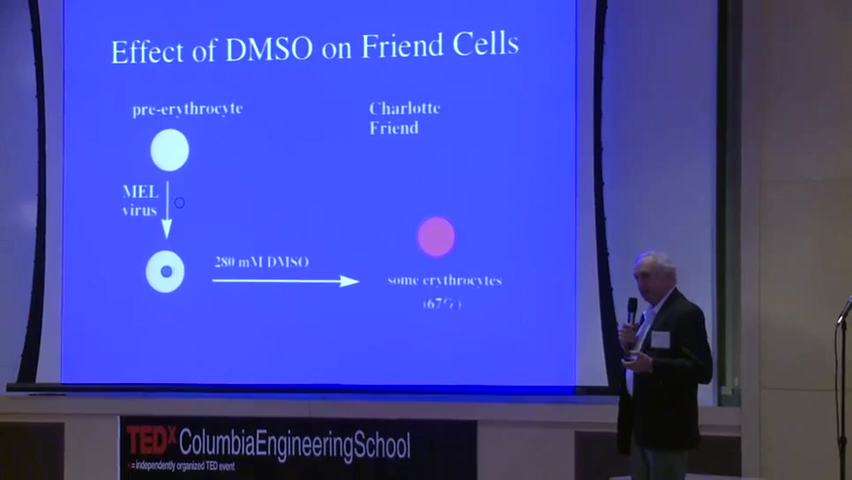 Effect of DMSO on Friend Cells
pre-erythrocyte
Charlotte
Friend
MEL
virus
280 mM DMSO
some erythrocytes
(67%)
TEDx ColumbiaEngineeringSchool
x = independently organized TED event